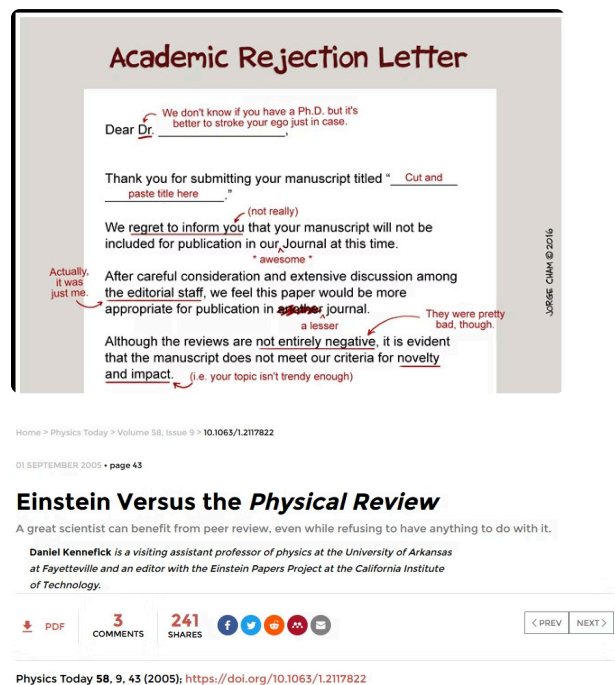 Academic Rejection Letter
We don't know if you have a Ph.D. but it's
better to stroke your ego just in case.
Dear Dr. ____________________,
Thank you for submitting your manuscript titled “ Cut and
paste title here .”
(not really)
We regret to inform you that your manuscript will not be
included for publication in our Journal at this time.
* awesome *
Actually,
it was
just me.
After careful consideration and extensive discussion among
the editorial staff, we feel this paper would be more
appropriate for publication in another journal.
a lesser
They were pretty
bad, though.
Although the reviews are not entirely negative, it is evident
that the manuscript does not meet our criteria for novelty
and impact.
(i.e. your topic isn't trendy enough)
JORGE CHAM © 2016
Home > Physics Today > Volume 58, Issue 9 > 10.1063/1.2117822
01 SEPTEMBER 2005 • page 43
Einstein Versus the Physical Review
A great scientist can benefit from peer review, even while refusing to have anything to do with it.
Daniel Kennefick is a visiting assistant professor of physics at the University of Arkansas
at Fayetteville and an editor with the Einstein Papers Project at the California Institute
of Technology.
PDF
3
COMMENTS
241
SHARES
< PREV
NEXT >
Physics Today 58, 9, 43 (2005); https://doi.org/10.1063/1.2117822